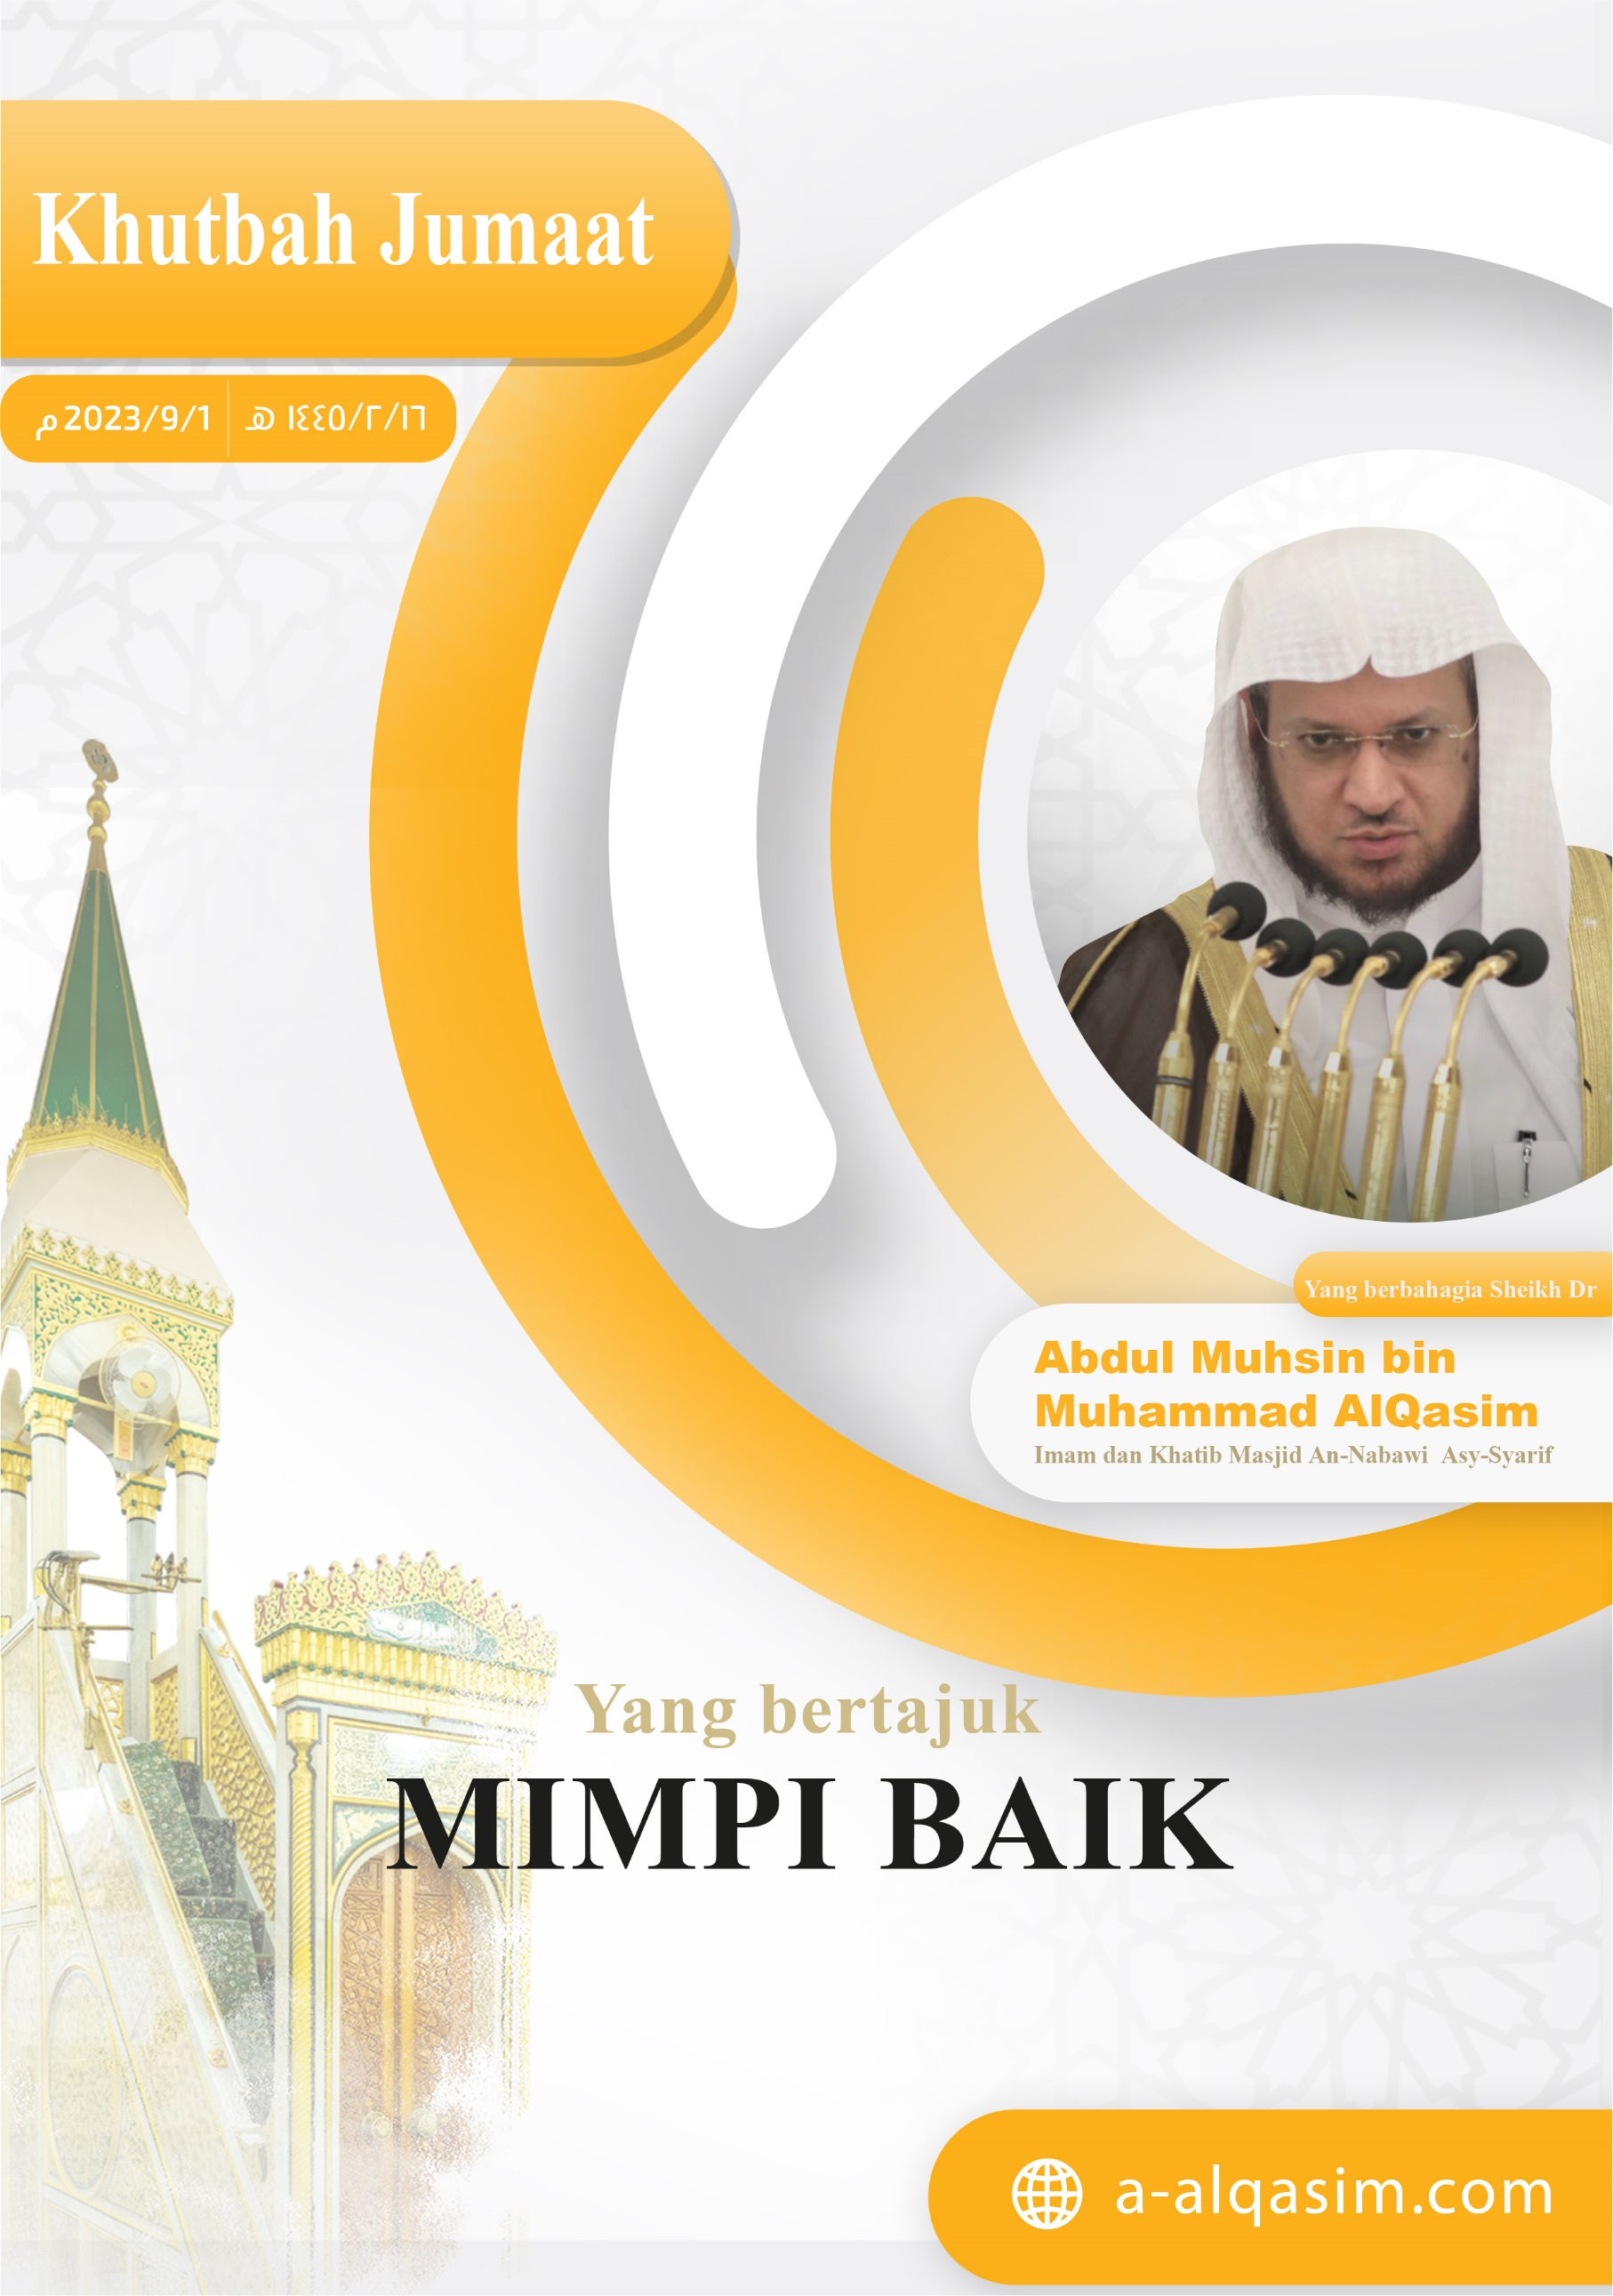 Khutbah Jumaat
١٤٤٥/٢/١٦ هـ 2023/9/1 م
Yang berbahagia Sheikh Dr
Abdul Muhsin bin
Muhammad AlQasim
Imam dan Khatib Masjid An-Nabawi Asy-Syarif
Yang bertajuk
MIMPI BAIK
a-alqasim.com